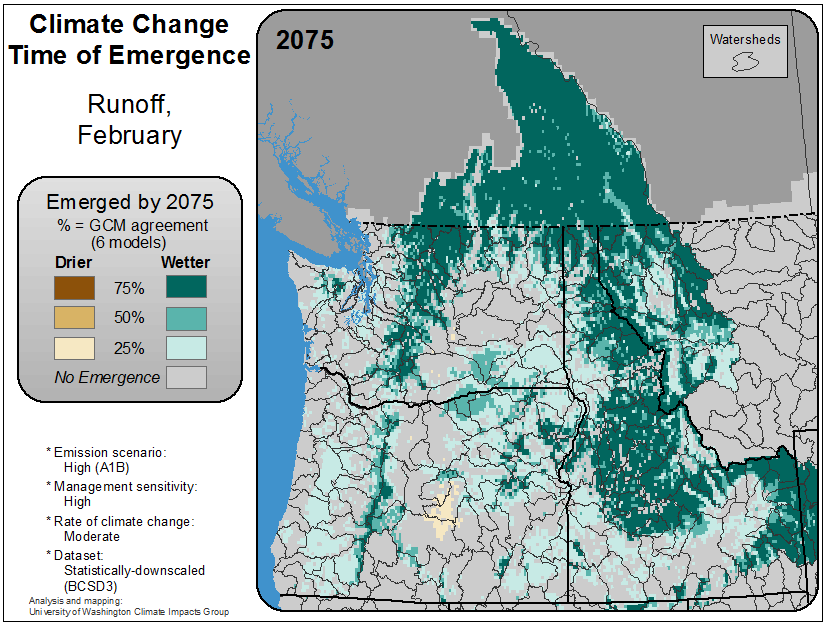 Climate Change
Time of Emergence
Runoff,
February
Emerged by 2075
% = GCM agreement
(6 models)
Drier Wetter
75%
50%
25%
No Emergence
* Emission scenario:
High (A1B)
* Management sensitivity:
High
* Rate of climate change:
Moderate
* Dataset:
Statistically-downscaled
(BCSD3)
Analysis and mapping:
University of Washington Climate Impacts Group
2075
Watersheds